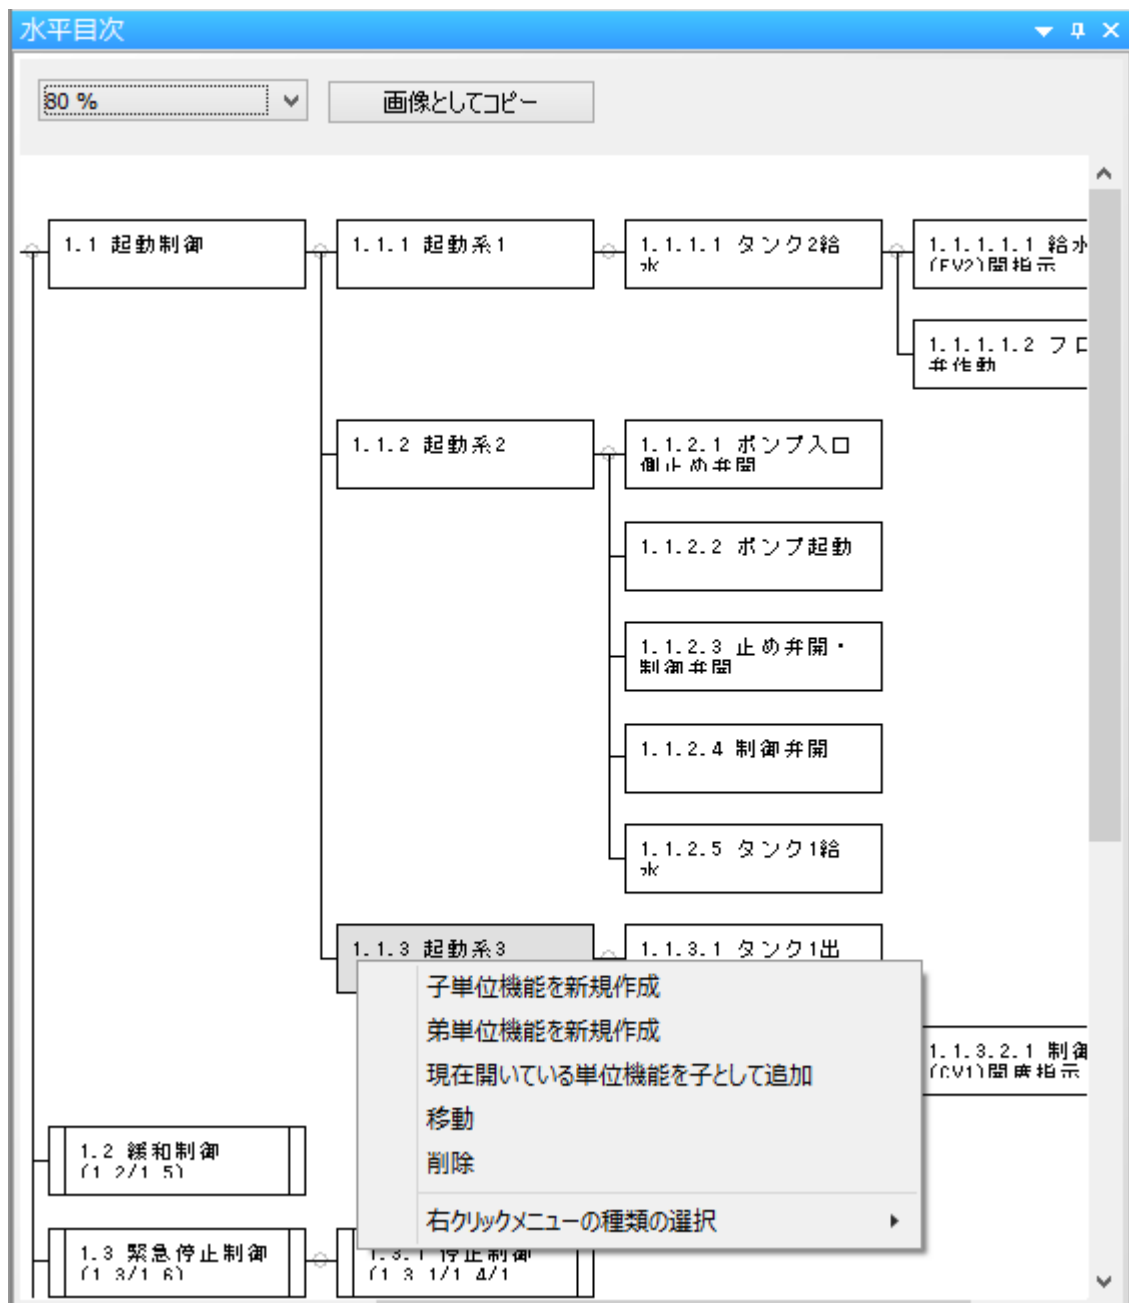 水平目次
80 %
画像としてコピー
1.1 起動制御
1.1.1 起動系1
1.1.1.1 タンク2給
水
1.1.1.1.1 給水
(FV2)開指示
1.1.1.1.2 フロ
弁作動
1.1.2 起動系2
1.1.2.1 ポンプ入口
側止め弁開
1.1.2.2 ポンプ起動
1.1.2.3 止め弁開・
制御弁開
1.1.2.4 制御弁開
1.1.2.5 タンク1給
水
1.1.3 起動系3
1.1.3.1 タンク1出
子単位機能を新規作成
弟単位機能を新規作成
現在開いている単位機能を子として追加
移動
削除
右クリックメニューの種類の選択
1.1.3.2.1 制御
(CV1)開度指示
1.2 緩和制御
(1.2/1.5)
1.3 緊急停止制御
(1.3/1.6)
1.3.1 停止制御
(1.3.1/1.4/1